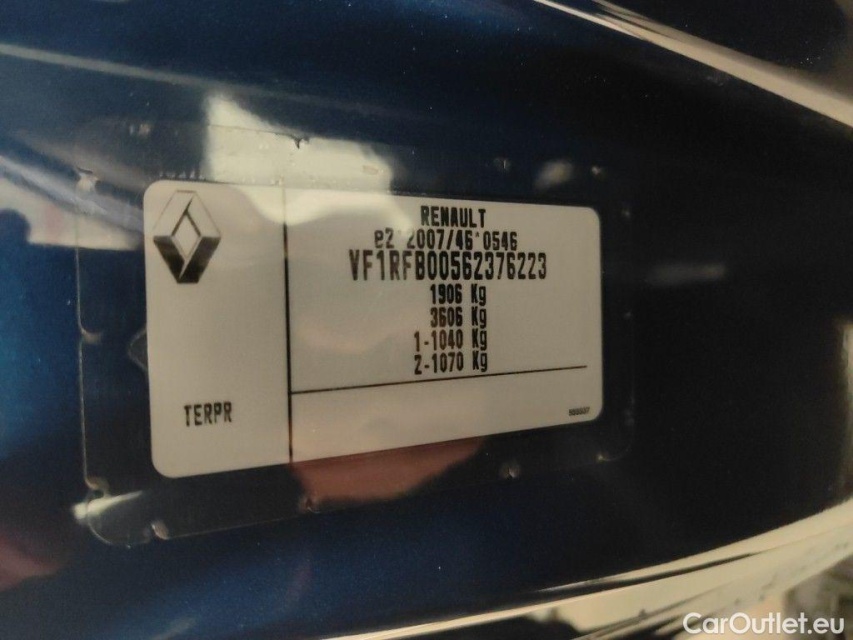 RENAULT
e2*2007/46*0546
VF1RFB00562376223
1906 Kg
3606 Kg
1-1040 Kg
2-1070 Kg
TERPR
CarOutlet.eu